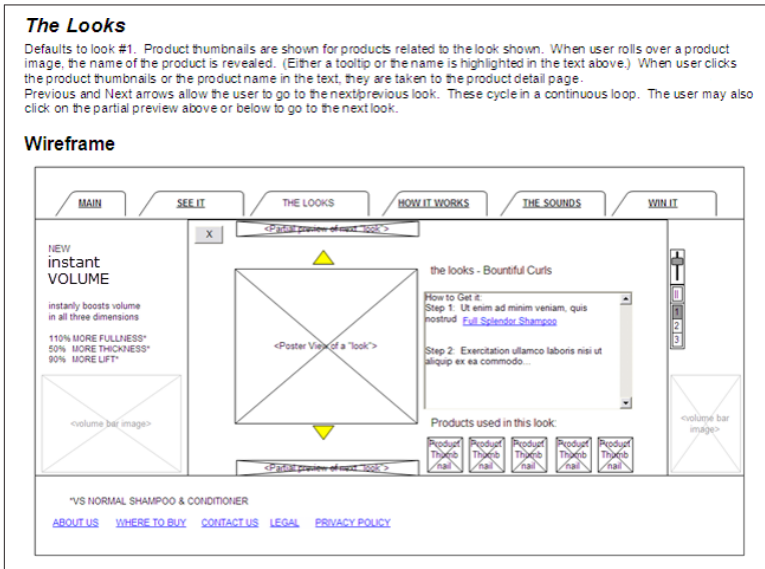 The Looks
Defaults to look #1. Product thumbnails are shown for products related to the look shown. When user rolls over a product
image, the name of the product is revealed. (Either a tooltip or the name is highlighted in the text above.) When user clicks
the product thumbnails or the product name in the text, they are taken to the product detail page.
Previous and Next arrows allow the user to go to the next/previous look. These cycle in a continuous loop. The user may also
click on the partial preview above or below to go to the next look.
Wireframe
MAIN
SEE IT
THE LOOKS
HOW IT WORKS
THE SOUNDS
WIN IT
NEW
instant
VOLUME
instanly boosts volume
in all three dimensions
110% MORE FULLNESS*
50% MORE THICKNESS*
90% MORE LIFT*
<volume bar image>
X
<Partial preview of next "look">
<Poster View of a "look">
<Partial preview of next "look">
the looks - Bountiful Curls
How to Get it:
Step 1: Ut enim ad minim veniam, quis
nostrud Full Splendor Shampoo
Step 2: Exercitation ullamco laboris nisi ut
aliquip ex ea commodo...
Products used in this look:
Product
Thumb
nail
Product
Thumb
nail
Product
Thumb
nail
Product
Thumb
nail
Product
Thumb
nail
||
1
2
3
<volume bar
image>
*VS NORMAL SHAMPOO & CONDITIONER
ABOUT US WHERE TO BUY CONTACT US LEGAL PRIVACY POLICY